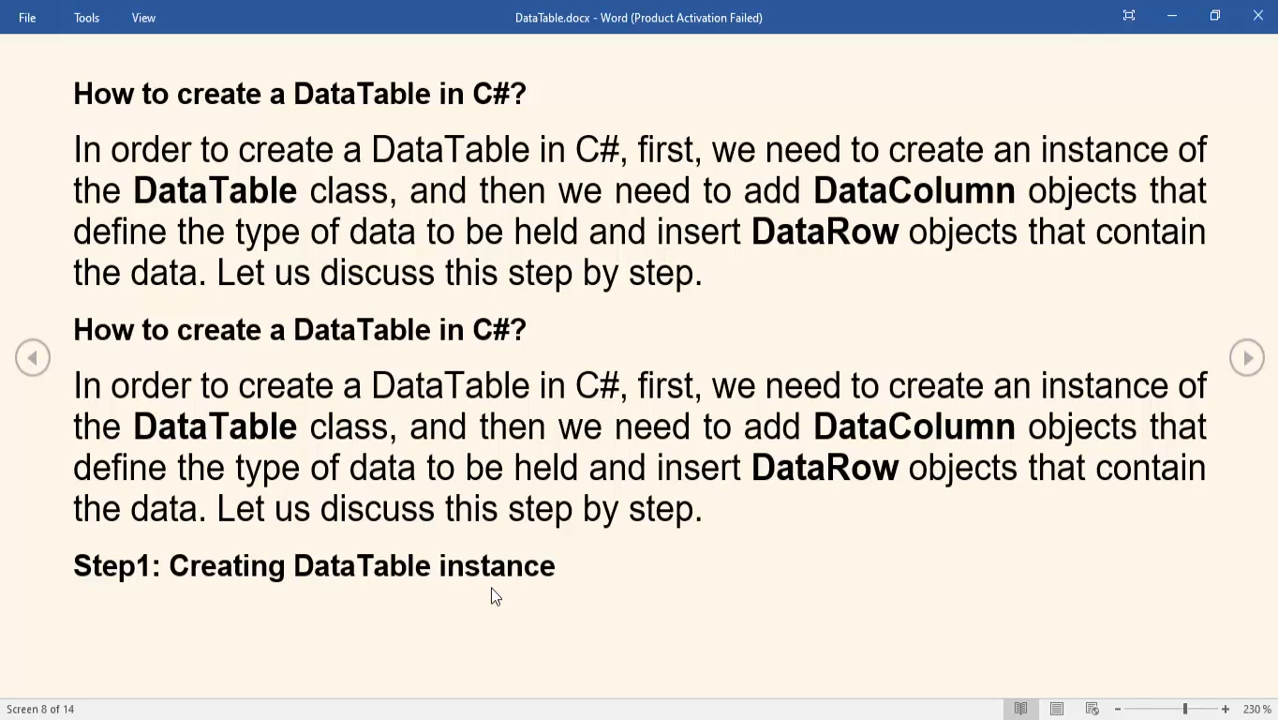 File Tools View DataTable.docx - Word (Product Activation Failed)
How to create a DataTable in C#?
In order to create a DataTable in C#, first, we need to create an instance of
the DataTable class, and then we need to add DataColumn objects that
define the type of data to be held and insert DataRow objects that contain
the data. Let us discuss this step by step.
How to create a DataTable in C#?
In order to create a DataTable in C#, first, we need to create an instance of
the DataTable class, and then we need to add DataColumn objects that
define the type of data to be held and insert DataRow objects that contain
the data. Let us discuss this step by step.
Step1: Creating DataTable instance
Screen 8 of 14 230 %